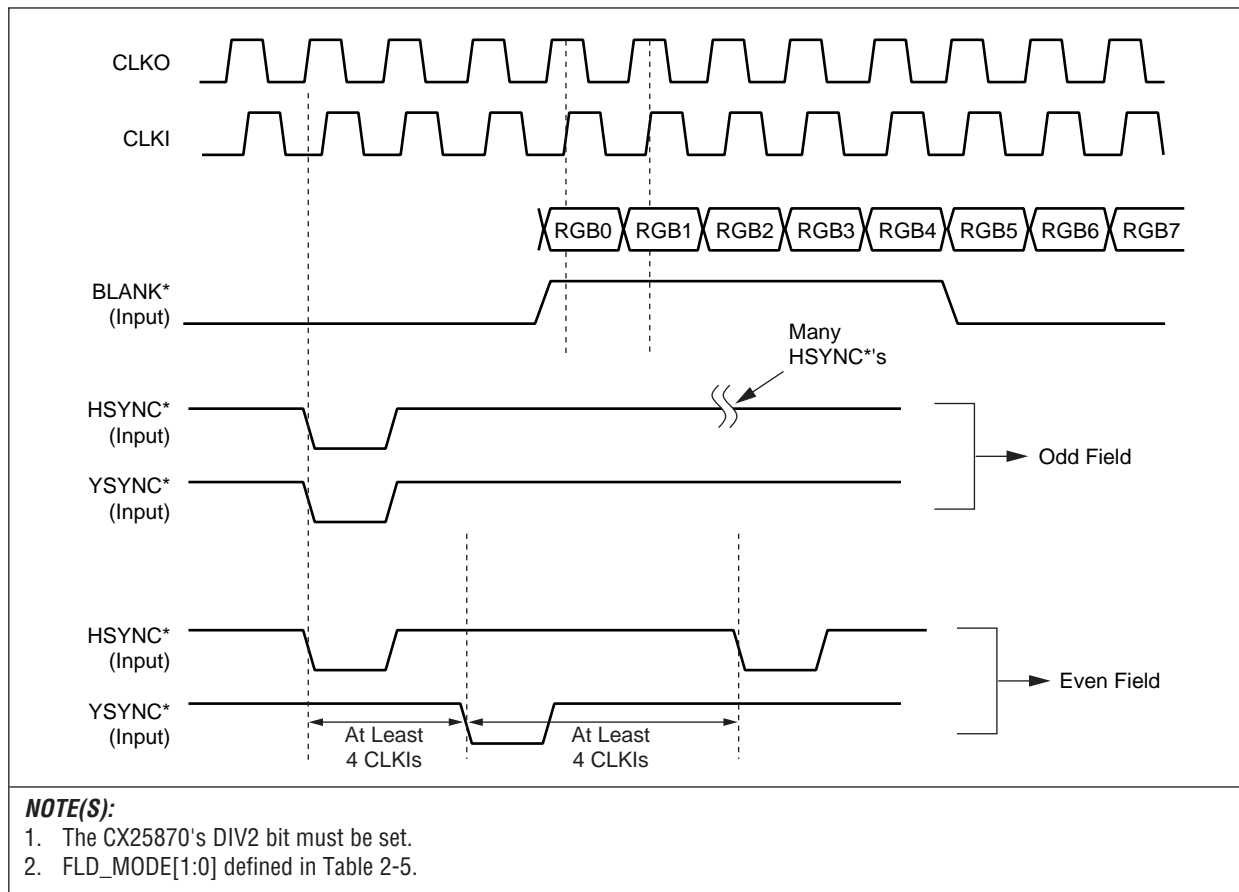 CLKO
CLKI
RGB0 RGB1 RGB2 RGB3 RGB4 RGB5 RGB6 RGB7
BLANK*
(Input)
Many
HSYNC*'s
HSYNC*
(Input)
Odd Field
YSYNC*
(Input)
HSYNC*
(Input)
Even Field
YSYNC*
(Input)
At Least
4 CLKIs
At Least
4 CLKIs
NOTE(S):
1. The CX25870's DIV2 bit must be set.
2. FLD_MODE[1:0] defined in Table 2-5.